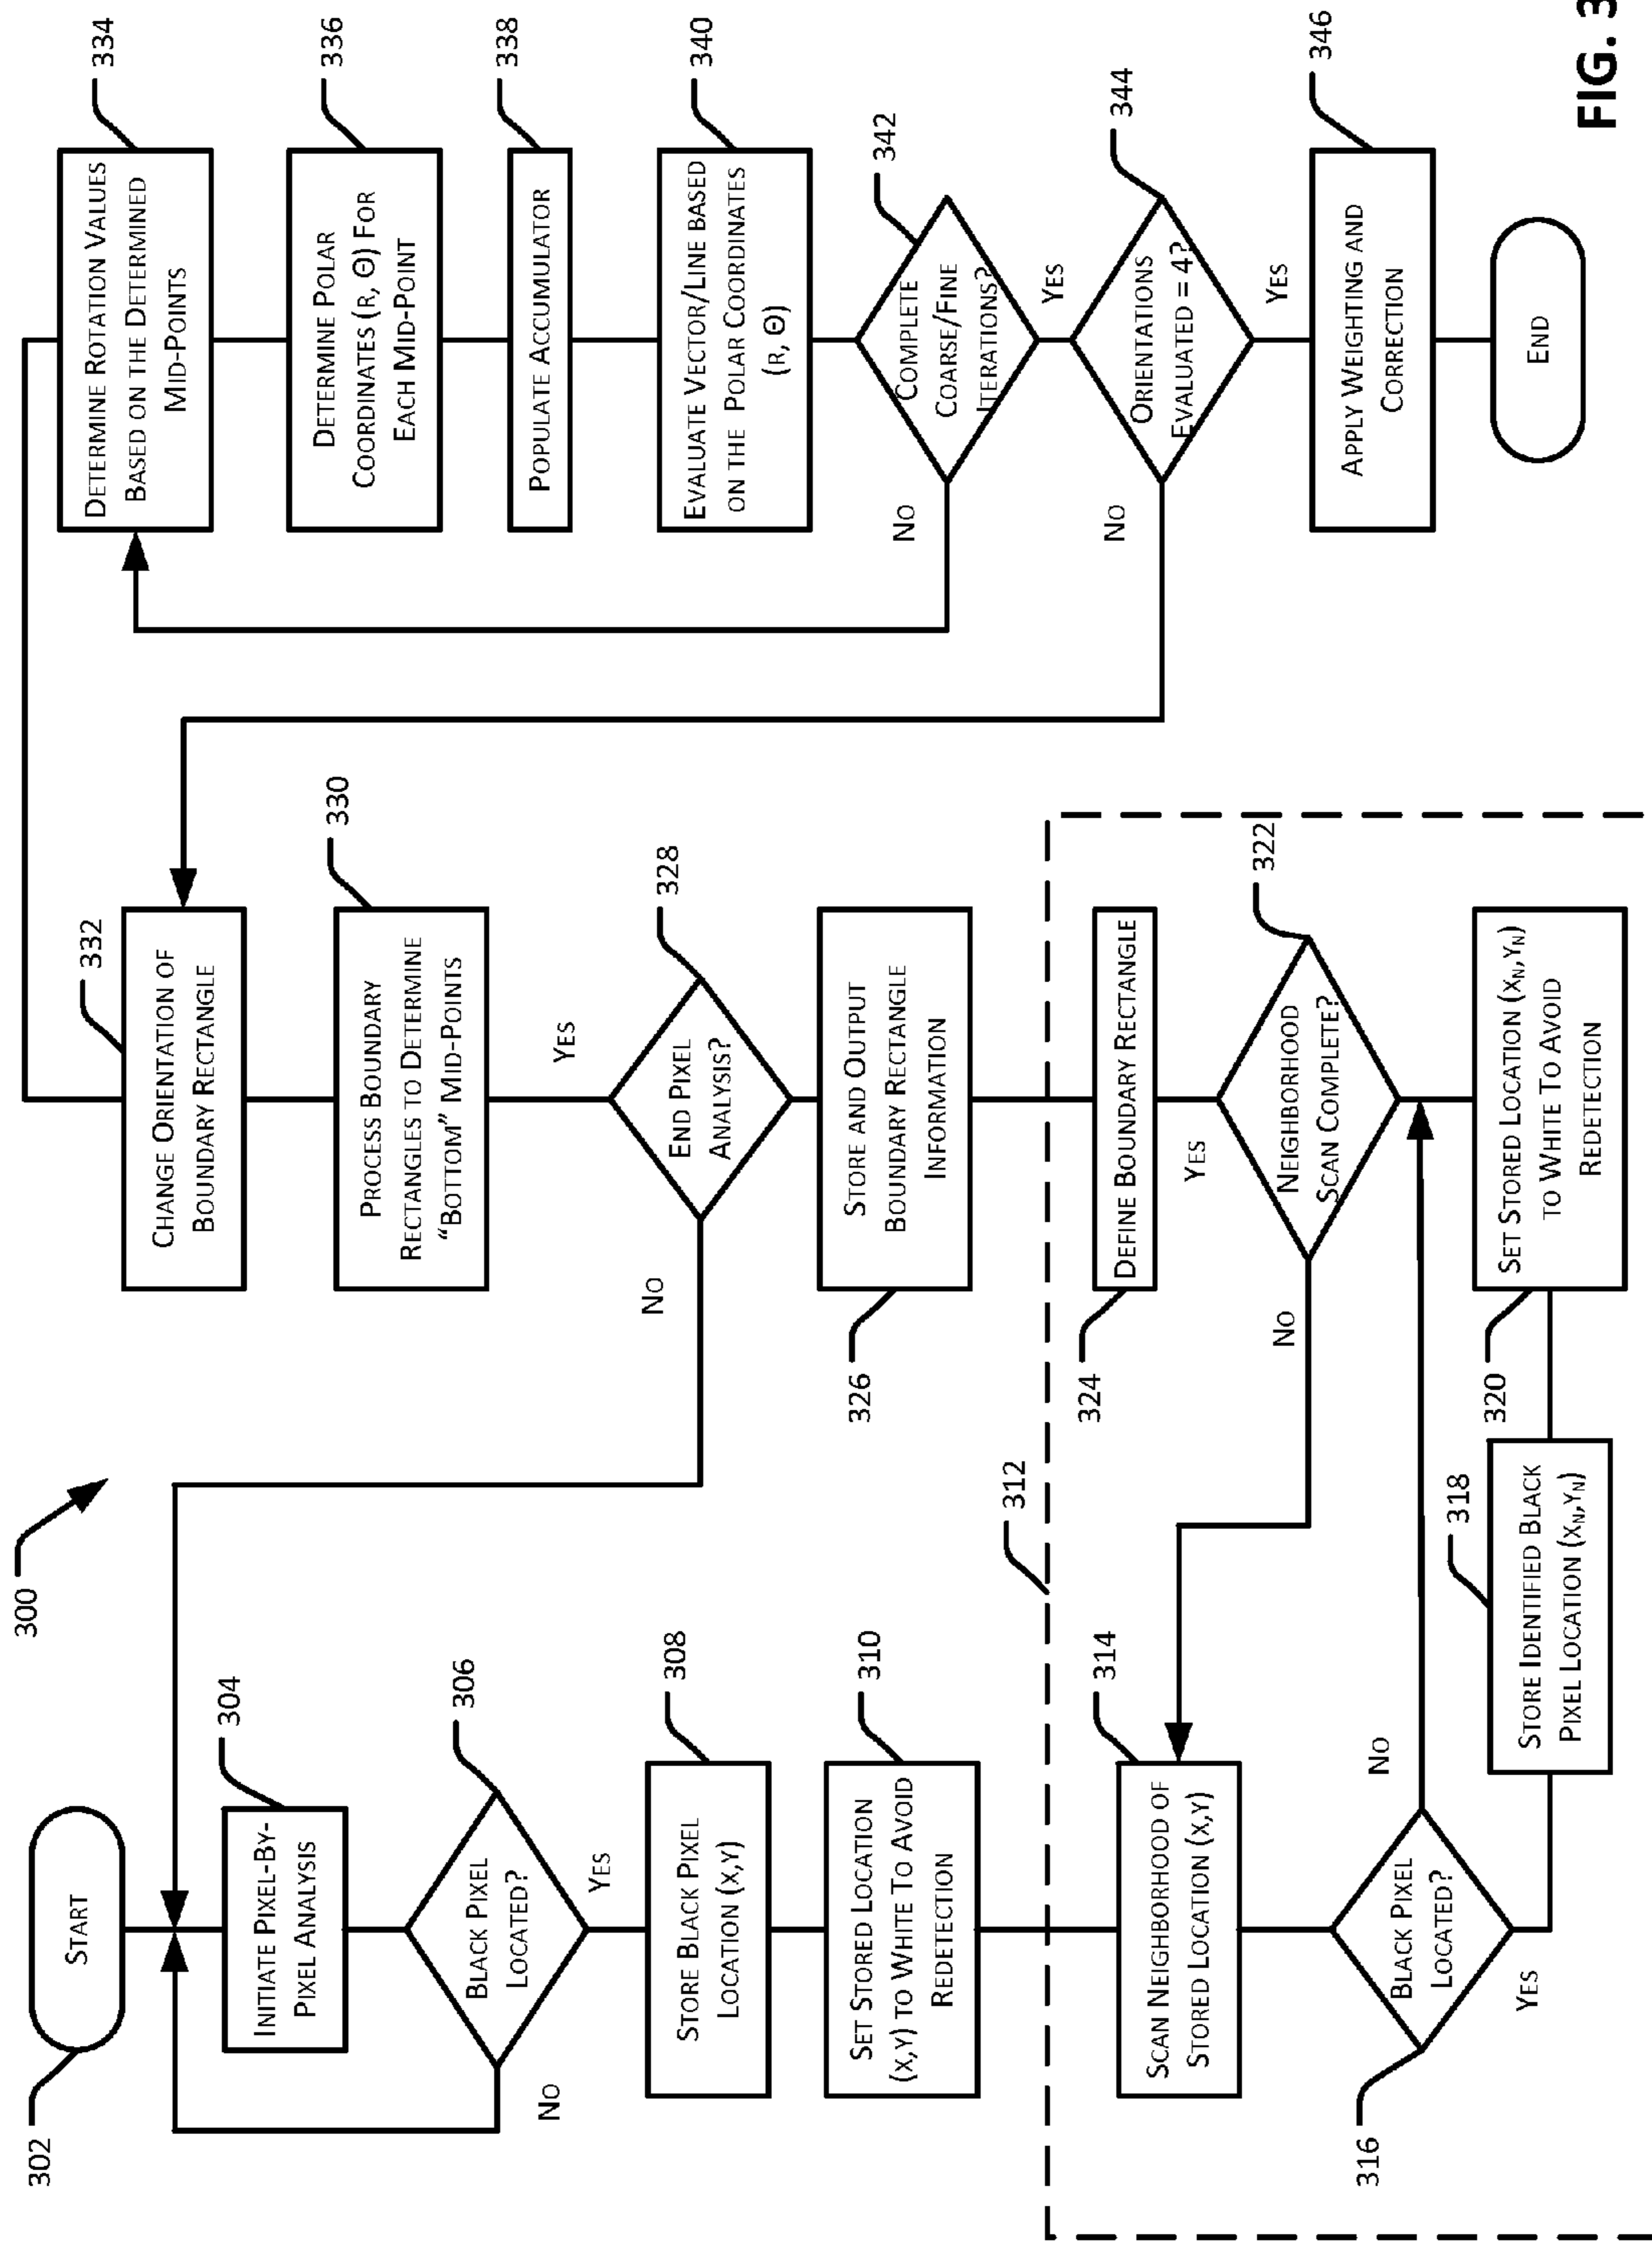 300
302
START
304
INITIATE PIXEL-BY-
PIXEL ANALYSIS
306
BLACK PIXEL
LOCATED?
NO
YES
308
STORE BLACK PIXEL
LOCATION (X,Y)
310
SET STORED LOCATION
(X,Y) TO WHITE TO AVOID
REDETECTION
312
314
SCAN NEIGHBORHOOD OF
STORED LOCATION (X,Y)
316
BLACK PIXEL
LOCATED?
NO
YES
318
STORE IDENTIFIED BLACK
PIXEL LOCATION (XN,YN)
320
SET STORED LOCATION (XN,YN)
TO WHITE TO AVOID
REDETECTION
322
NEIGHBORHOOD
SCAN COMPLETE?
NO
YES
324
DEFINE BOUNDARY RECTANGLE
326
STORE AND OUTPUT
BOUNDARY RECTANGLE
INFORMATION
328
END PIXEL
ANALYSIS?
NO
YES
330
PROCESS BOUNDARY
RECTANGLES TO DETERMINE
“BOTTOM” MID-POINTS
332
CHANGE ORIENTATION OF
BOUNDARY RECTANGLE
334
DETERMINE ROTATION VALUES
BASED ON THE DETERMINED
MID-POINTS
336
DETERMINE POLAR
COORDINATES (R, Θ) FOR
EACH MID-POINT
338
POPULATE ACCUMULATOR
340
EVALUATE VECTOR/LINE BASED
ON THE POLAR COORDINATES
(R, Θ)
342
COMPLETE
COARSE/FINE
ITERATIONS?
NO
YES
344
ORIENTATIONS
EVALUATED = 4?
NO
YES
346
APPLY WEIGHTING AND
CORRECTION
END
FIG. 3